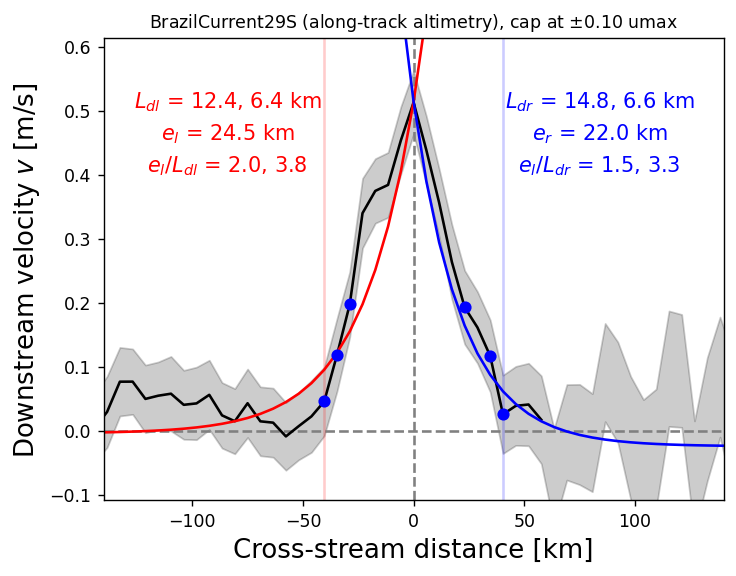 BrazilCurrent29S (along-track altimetry), cap at ±0.10 umax
Downstream velocity v [m/s]
0.6
0.5
0.4
0.3
0.2
0.1
0.0
−0.1
L_dl = 12.4, 6.4 km
e_l = 24.5 km
e_l/L_dl = 2.0, 3.8
L_dr = 14.8, 6.6 km
e_r = 22.0 km
e_l/L_dr = 1.5, 3.3
−100 −50 0 50 100
Cross-stream distance [km]